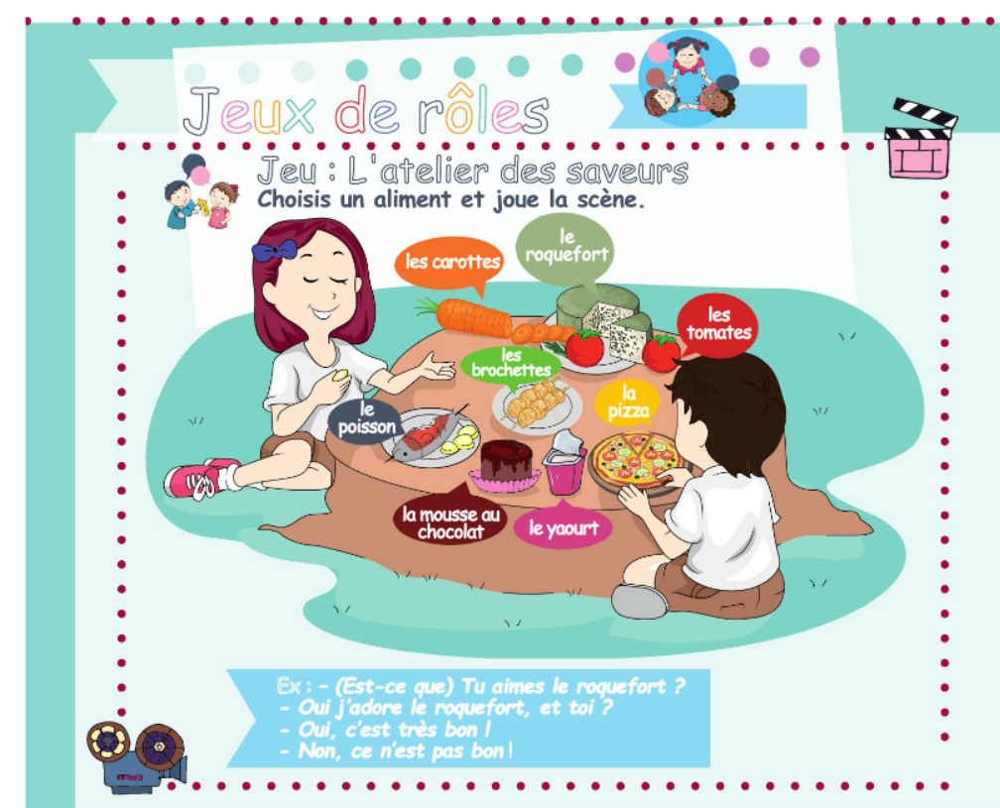 Jeux de rôles
Jeu : L'atelier des saveurs
Choisis un aliment et joue la scène.
le
roquefort
les carottes
les
tomates
les
brochettes
la
pizza
le
poisson
la mousse au
chocolat
le yaourt
Ex : - (Est-ce que) Tu aimes le roquefort ?
- Oui j'adore le roquefort, et toi ?
- Oui, c'est très bon !
- Non, ce n'est pas bon !